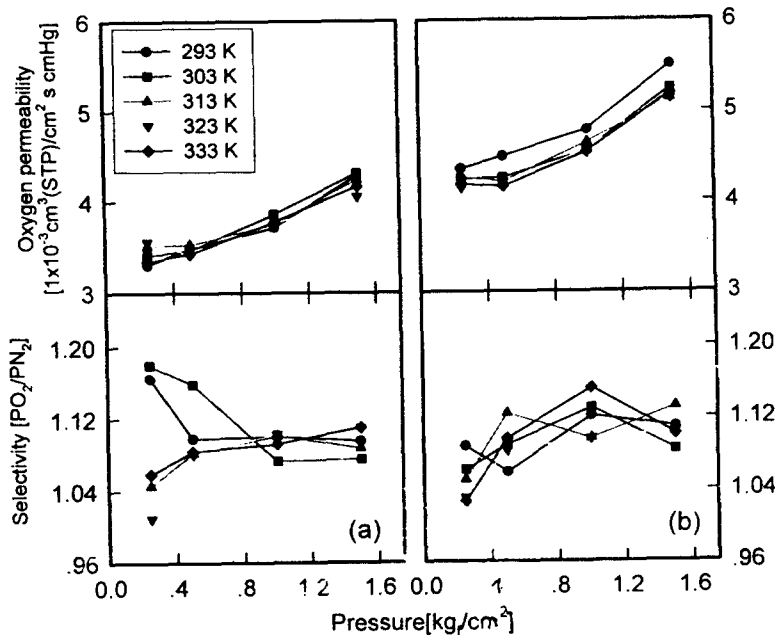 Oxygen permeability
[1x10⁻³cm³(STP)/cm² s cmHg]
6
5
4
3
293 K
303 K
313 K
323 K
333 K
6
5
4
3
Selectivity [PO₂/PN₂]
1.20
1.12
1.04
.96
(a)
(b)
1.20
1.12
1.04
.96
0.0 .4 .8 1.2 1.6
0.0 4 .8 1.2 1.6
Pressure[kgf/cm²]